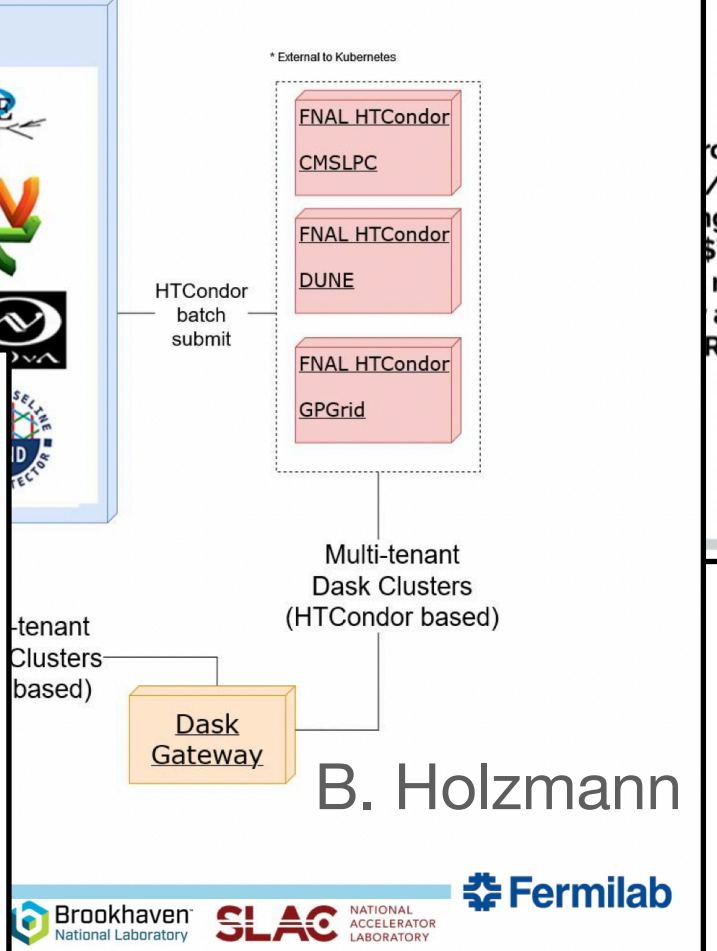 * External to Kubernetes
FNAL HTCondor
CMSLPC
FNAL HTCondor
DUNE
FNAL HTCondor
GPGrid
HTCondor
batch
submit
Multi-tenant
Dask Clusters
(HTCondor based)
-tenant
Clusters
based)
Dask
Gateway
B. Holzmann
Fermilab
Brookhaven
National Laboratory
SLAC
NATIONAL
ACCELERATOR
LABORATORY